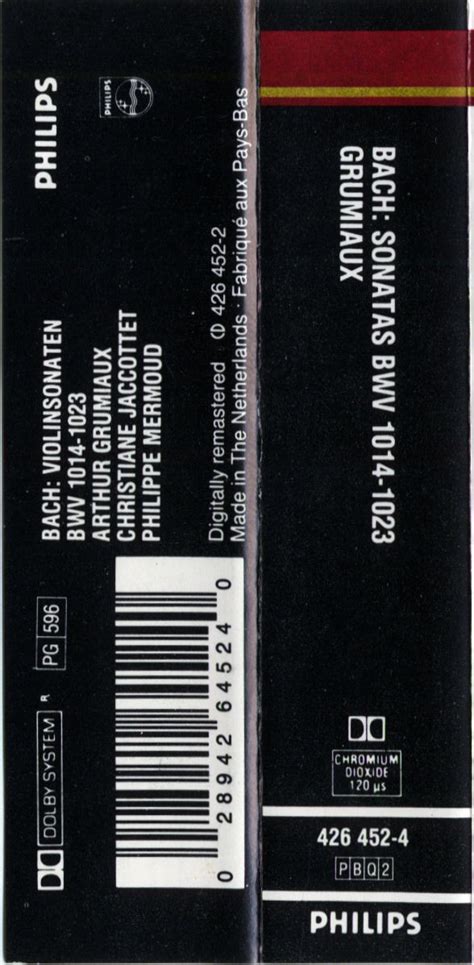 PHILIPS
PHILIPS
BACH: VIOLINSONATEN
BWV 1014-1023
ARTHUR GRUMIAUX
CHRISTIANE JACCOTTET
PHILIPPE MERMOUD
Digitally remastered CD 426 452-2
Made in The Netherlands · Fabriqué aux Pays-Bas
DOLBY SYSTEM R
PG 596
0 28942 64524 0
BACH: SONATAS BWV 1014-1023
GRUMIAUX
CHROMIUM
DIOXIDE
120 µs
426 452-4
PBQ2
PHILIPS